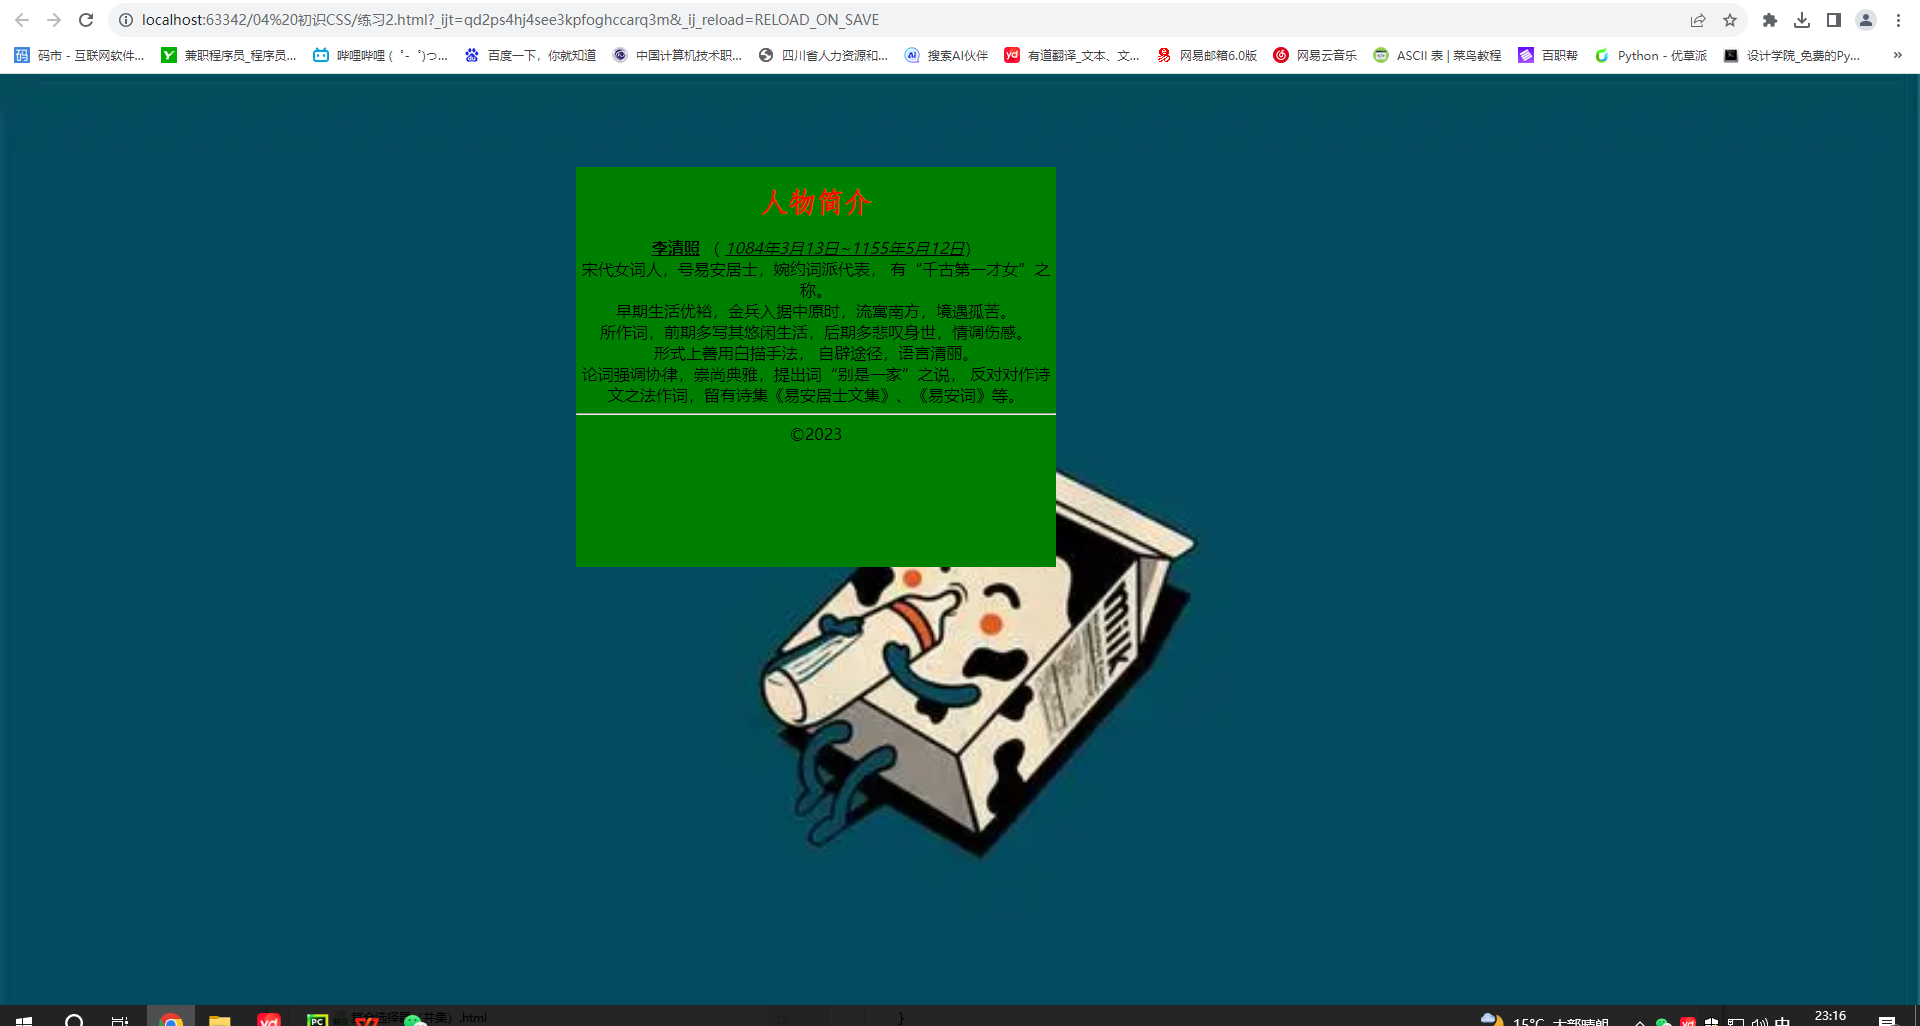 localhost:63342/04%20初识CSS/练习2.html?_ijt=qd2ps4hj4see3kpfoghccarq3m&_ij_reload=RELOAD_ON_SAVE
码 码市 - 互联网软件... Y 兼职程序员_程序员... 哔哩哔哩 (゜-゜)つ... 百度一下，你就知道 中国计算机技术职... 四川省人力资源和... Ai 搜索AI伙伴 yd 有道翻译_文本、文... 网易邮箱6.0版 网易云音乐 ASCII 表 | 菜鸟教程 百职帮 Python - 优草派 设计学院_免费的Py... »
人物简介
李清照 （ 1084年3月13日~1155年5月12日）
宋代女词人，号易安居士，婉约词派代表， 有“千古第一才女”之
称。
早期生活优裕，金兵入据中原时，流寓南方，境遇孤苦。
所作词，前期多写其悠闲生活，后期多悲叹身世，情调伤感。
形式上善用白描手法， 自辟途径，语言清丽。
论词强调协律，崇尚典雅，提出词“别是一家”之说， 反对对作诗
文之法作词，留有诗集《易安居士文集》、《易安词》等。
©2023
milk
yd PC 复合选择器（并集）.html 18 } 15°C 大部晴朗 yd 中 23:16